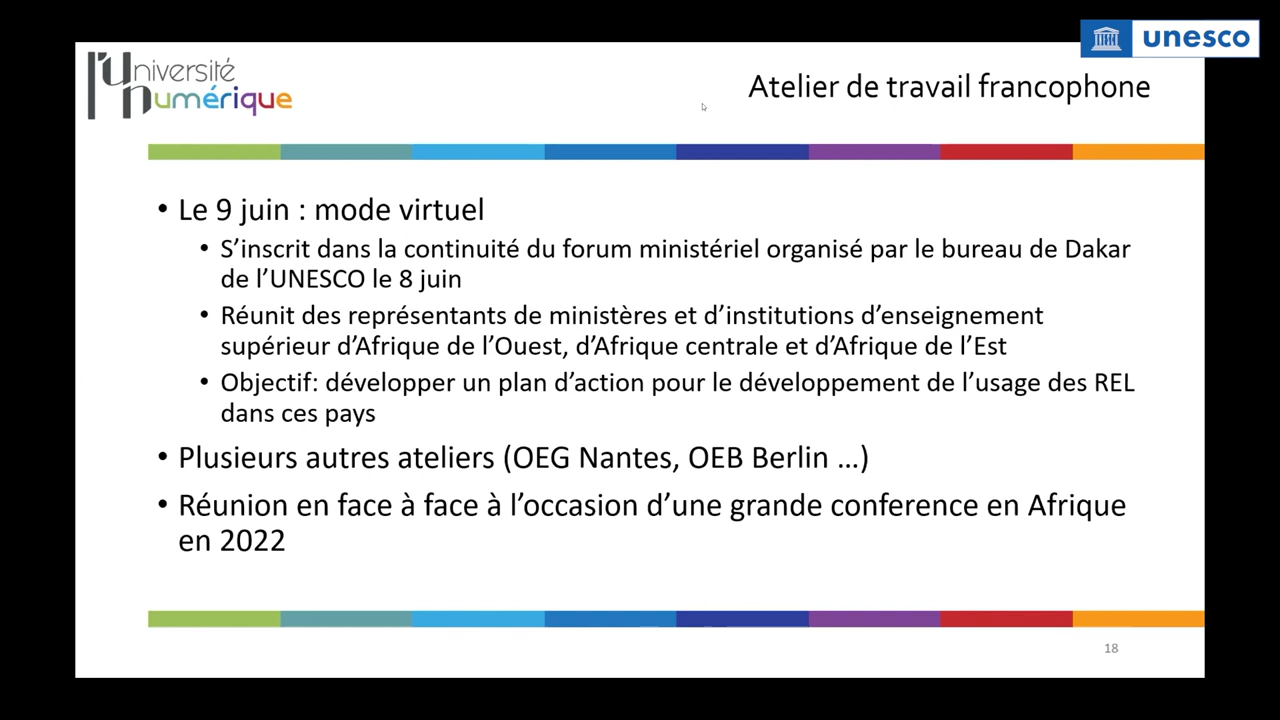 unesco
l'Université
numérique
Atelier de travail francophone
• Le 9 juin : mode virtuel
• S’inscrit dans la continuité du forum ministériel organisé par le bureau de Dakar
de l’UNESCO le 8 juin
• Réunit des représentants de ministères et d’institutions d’enseignement
supérieur d’Afrique de l’Ouest, d’Afrique centrale et d’Afrique de l’Est
• Objectif: développer un plan d’action pour le développement de l’usage des REL
dans ces pays
• Plusieurs autres ateliers (OEG Nantes, OEB Berlin …)
• Réunion en face à face à l’occasion d’une grande conference en Afrique
en 2022
18